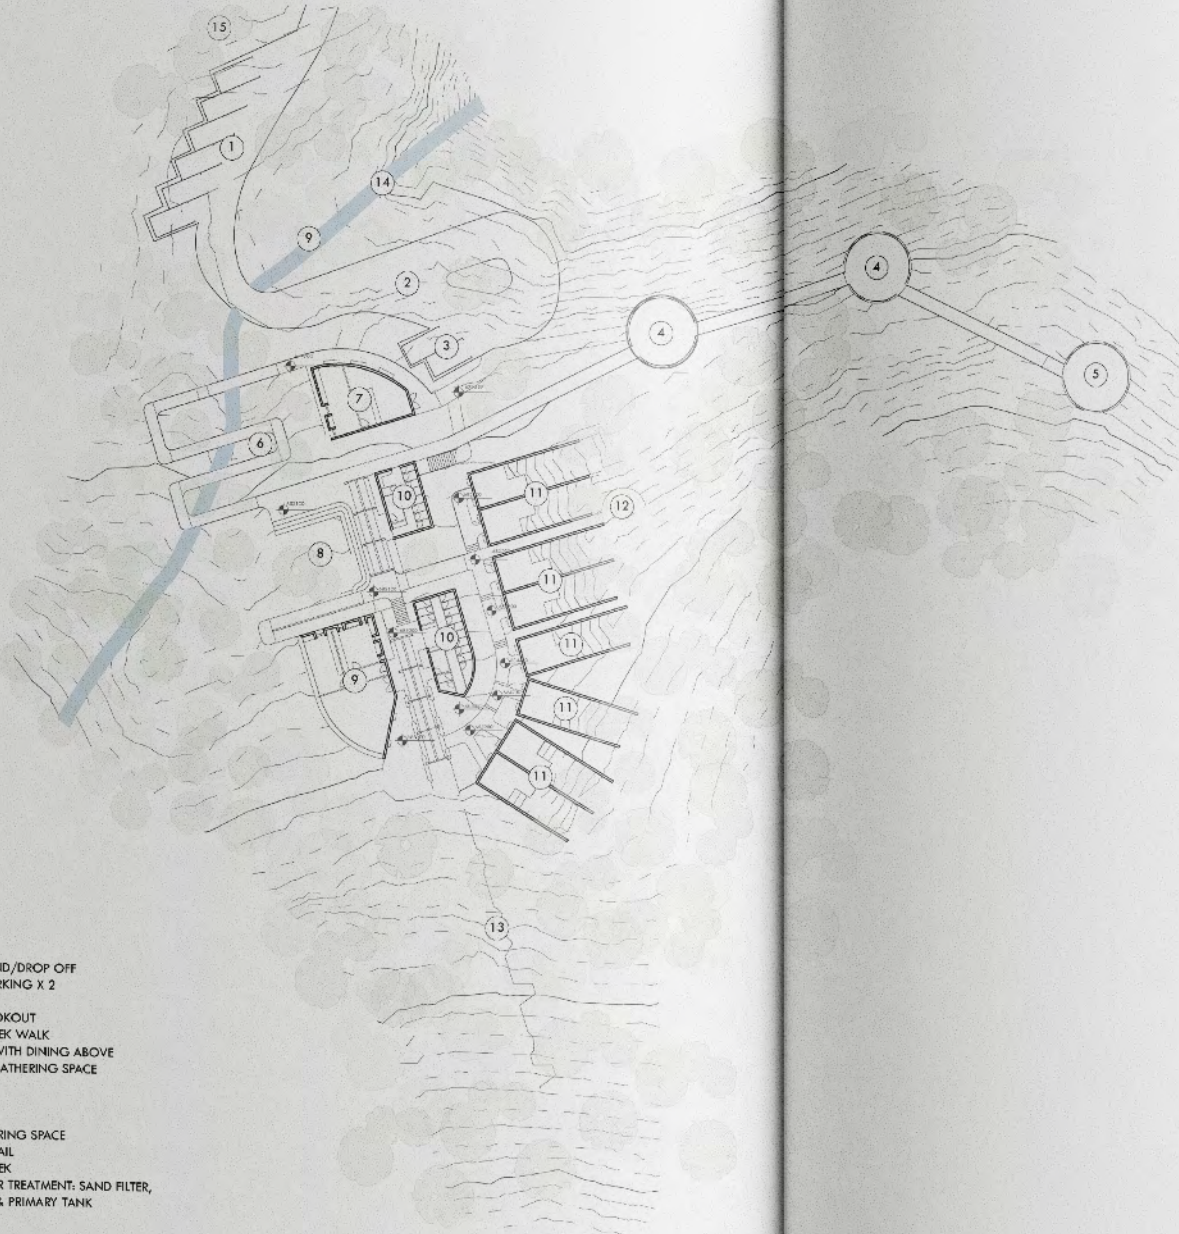 15
1
14
9
2
4
4
3
5
7
6
10
11
12
8
11
10
11
9
11
11
13
ID/DROP OFF
RKING X 2
OKOUT
EK WALK
WITH DINING ABOVE
ATHERING SPACE
RING SPACE
AIL
EK
R TREATMENT: SAND FILTER,
& PRIMARY TANK